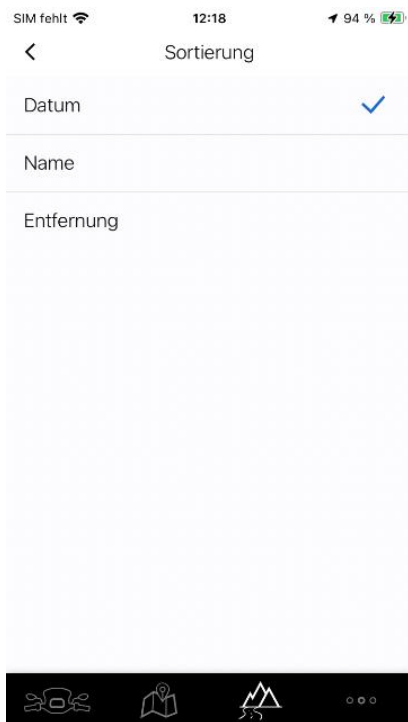 SIM fehlt 12:18 94 %
Sortierung
Datum
Name
Entfernung